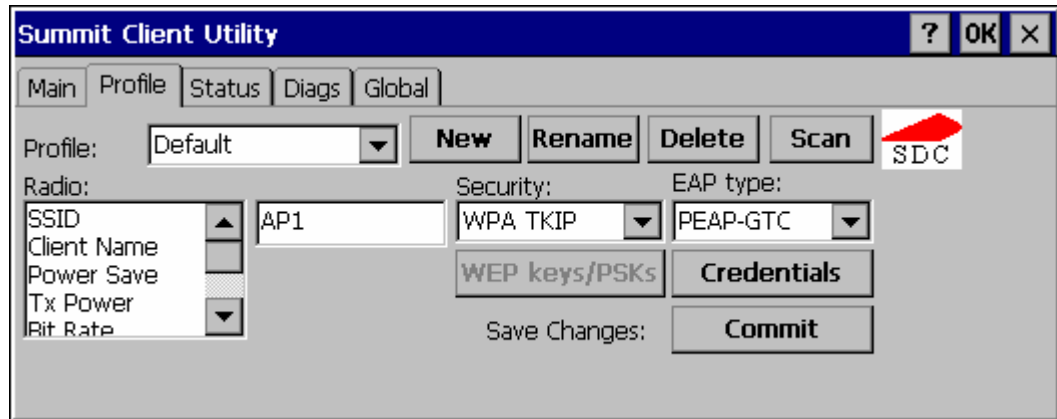 Summit Client Utility ? OK ×
Main Profile Status Diags Global
Profile: Default New Rename Delete Scan SDC
Radio: Security: EAP type:
SSID AP1 WPA TKIP PEAP-GTC
Client Name
Power Save WEP keys/PSKs Credentials
Tx Power
Bit Rate Save Changes: Commit